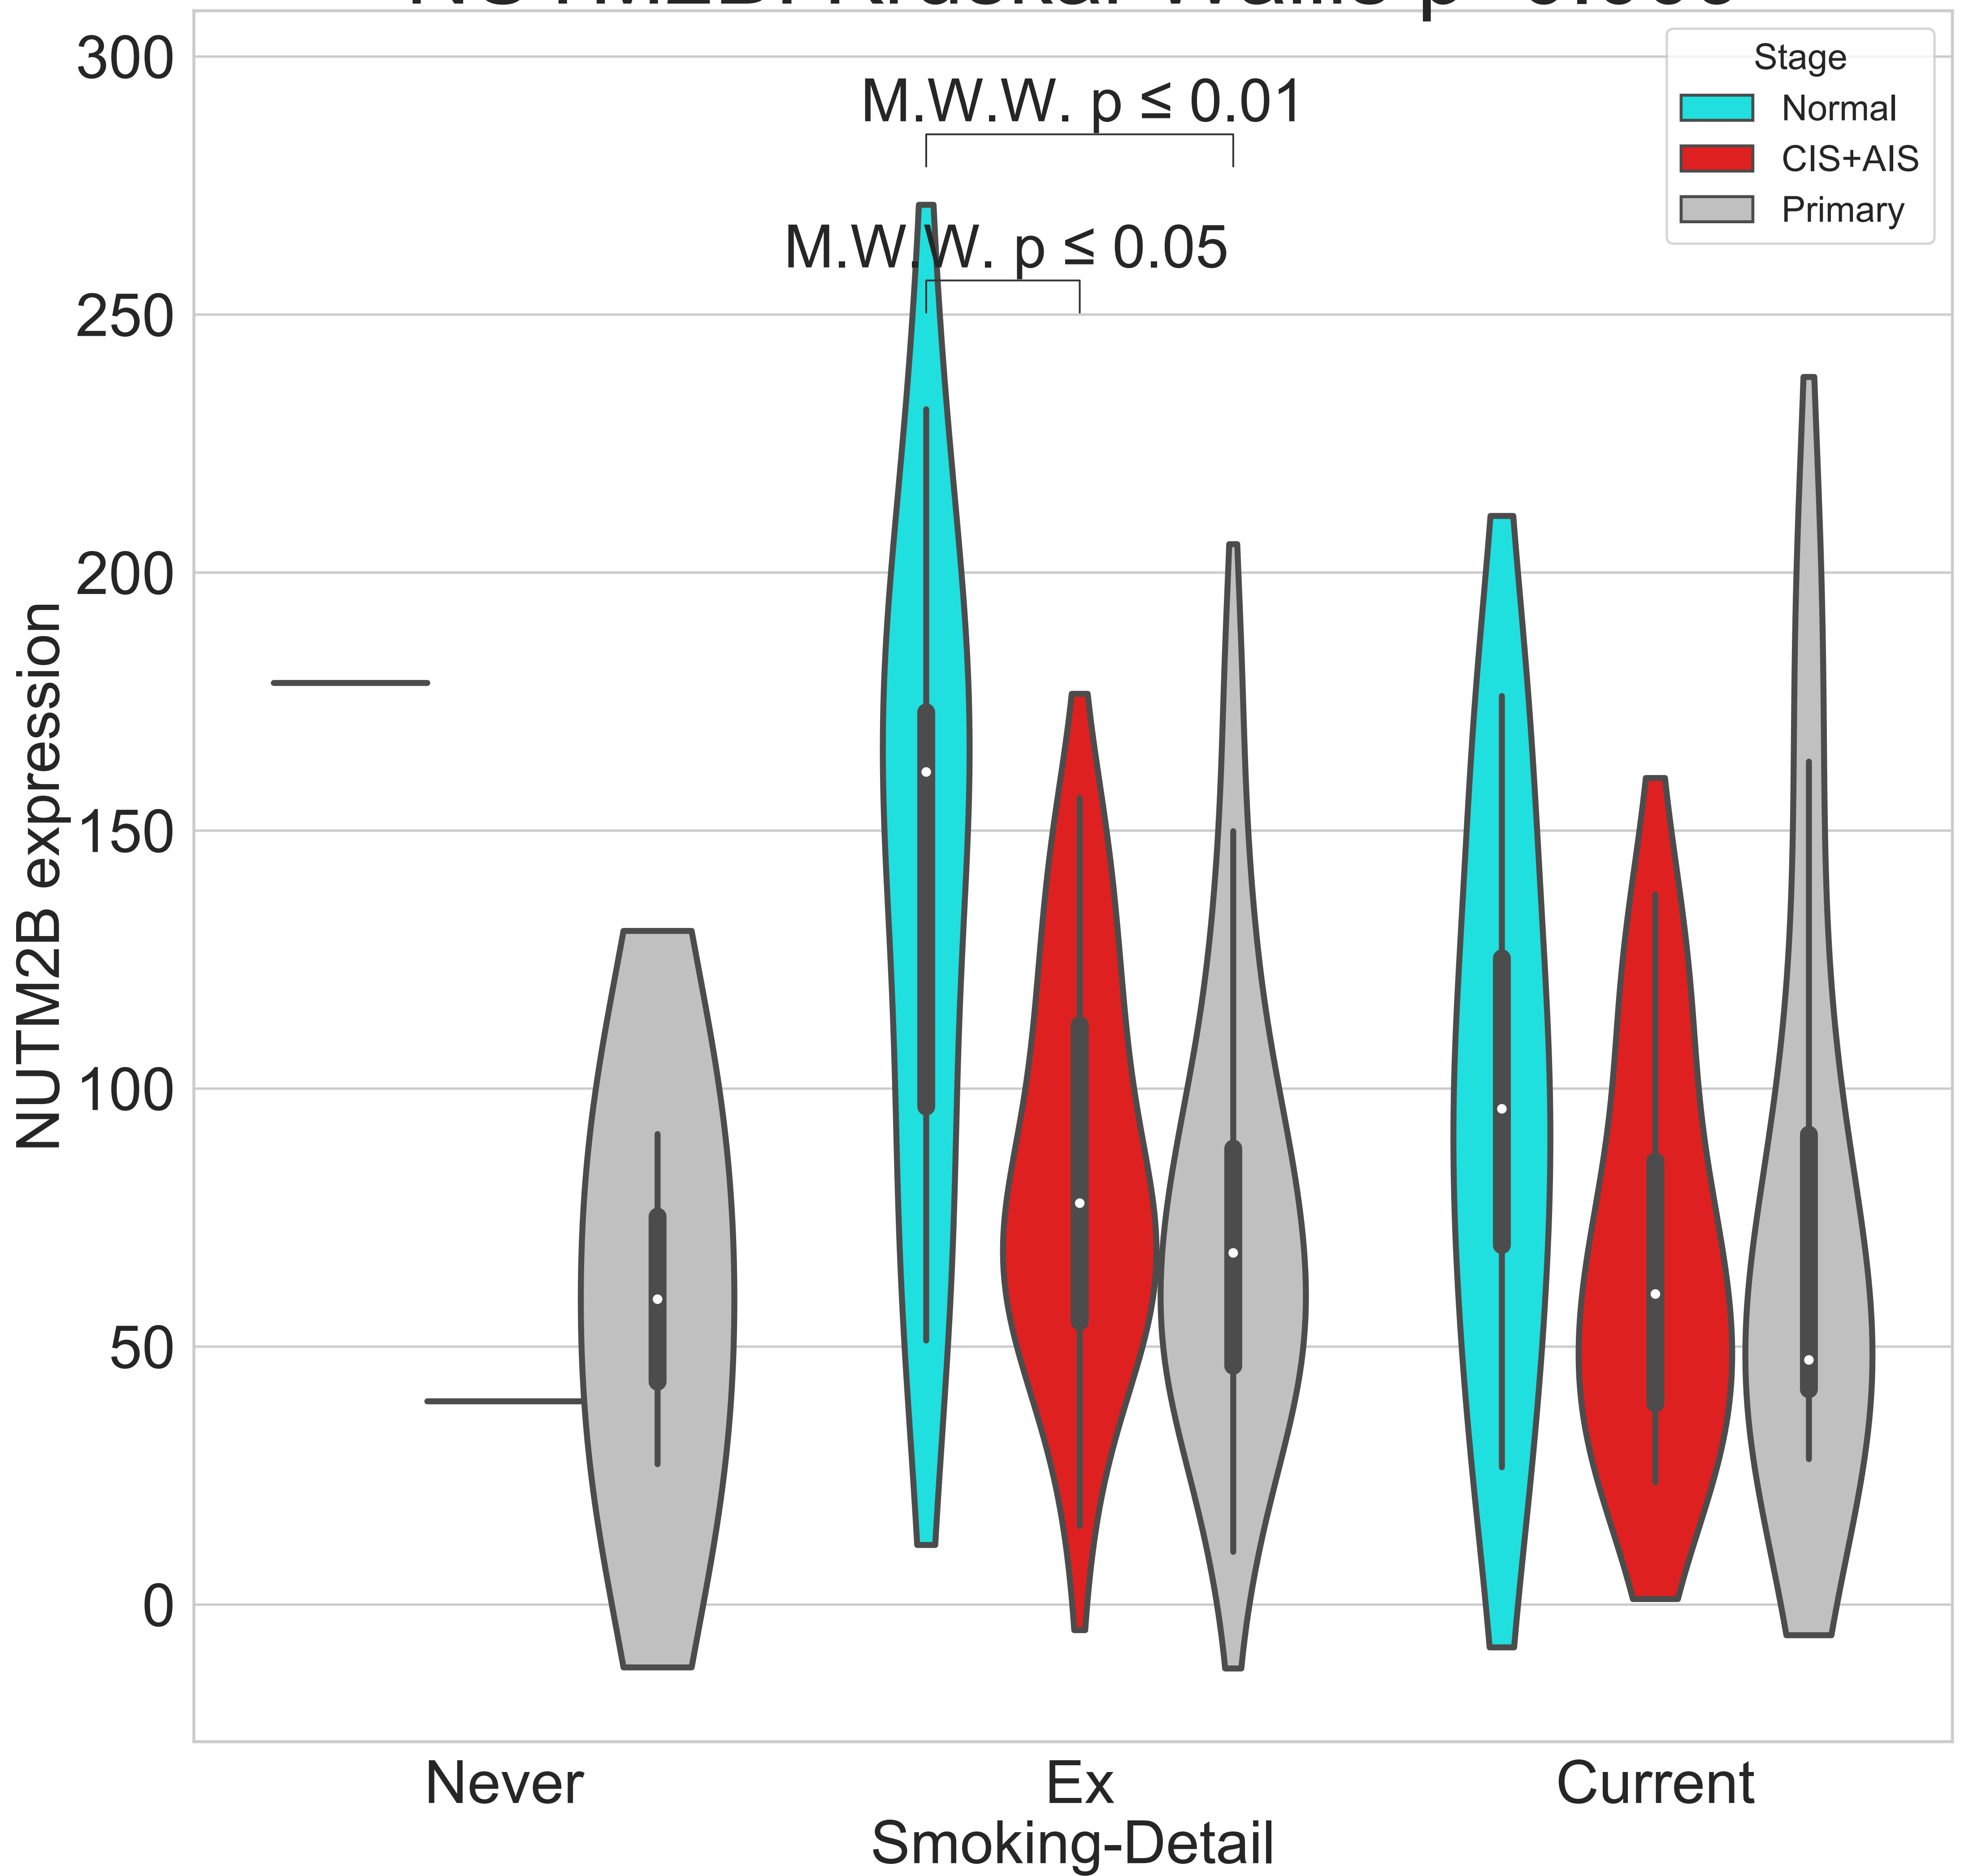 300
250
200
150
100
50
0
NUTM2B expression
M.W.W. p ≤ 0.01
M.W.W. p ≤ 0.05
Stage
Normal
CIS+AIS
Primary
Never
Ex
Current
Smoking-Detail